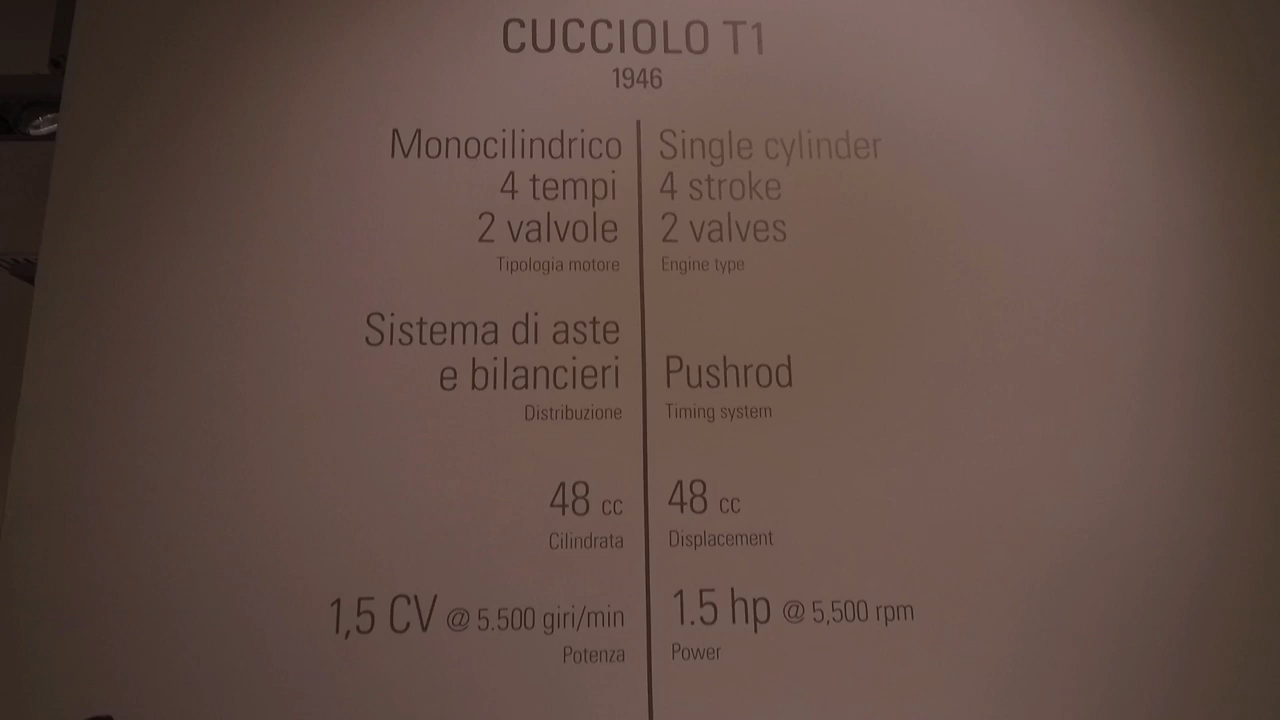 CUCCIOLO T1
1946
Monocilindrico
4 tempi
2 valvole
Tipologia motore
Sistema di aste
e bilancieri
Distribuzione
48 cc
Cilindrata
1,5 CV @ 5.500 giri/min
Potenza
Single cylinder
4 stroke
2 valves
Engine type
Pushrod
Timing system
48 cc
Displacement
1.5 hp @ 5,500 rpm
Power